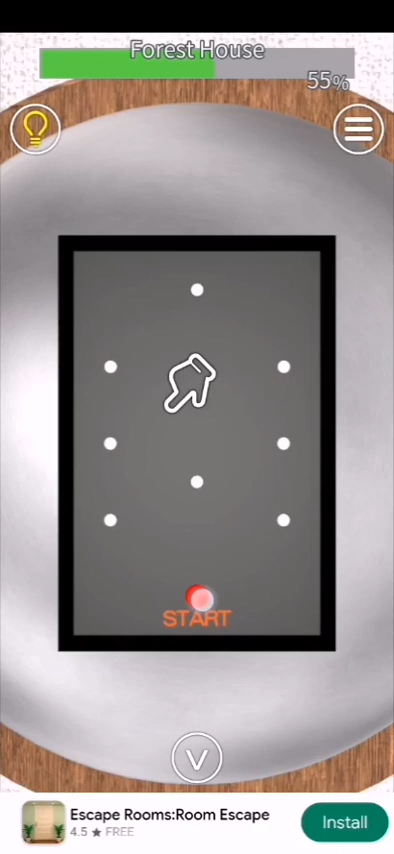 Forest House
55%
START
V
Escape Rooms:Room Escape
4.5 ★ FREE
Install